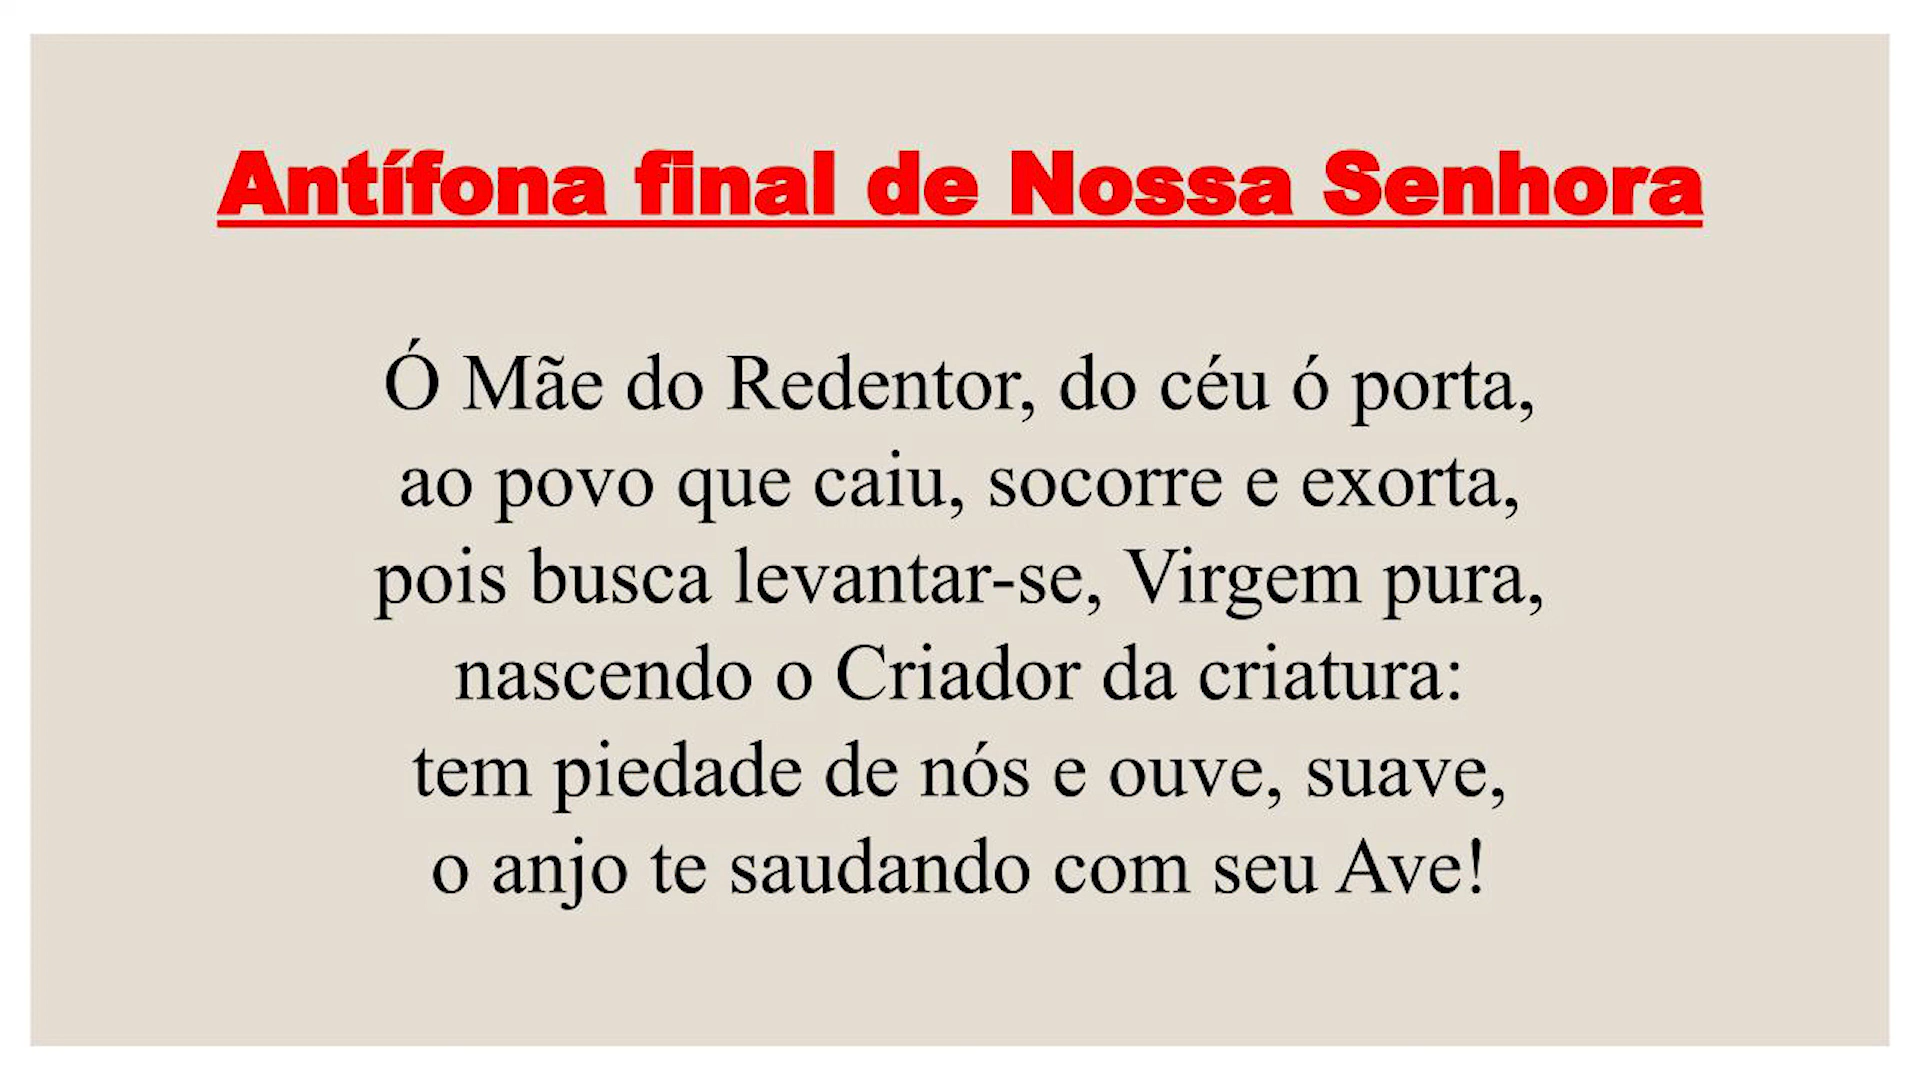 Antífona final de Nossa Senhora
Ó Mãe do Redentor, do céu ó porta,
ao povo que caiu, socorre e exorta,
pois busca levantar-se, Virgem pura,
nascendo o Criador da criatura:
tem piedade de nós e ouve, suave,
o anjo te saudando com seu Ave!